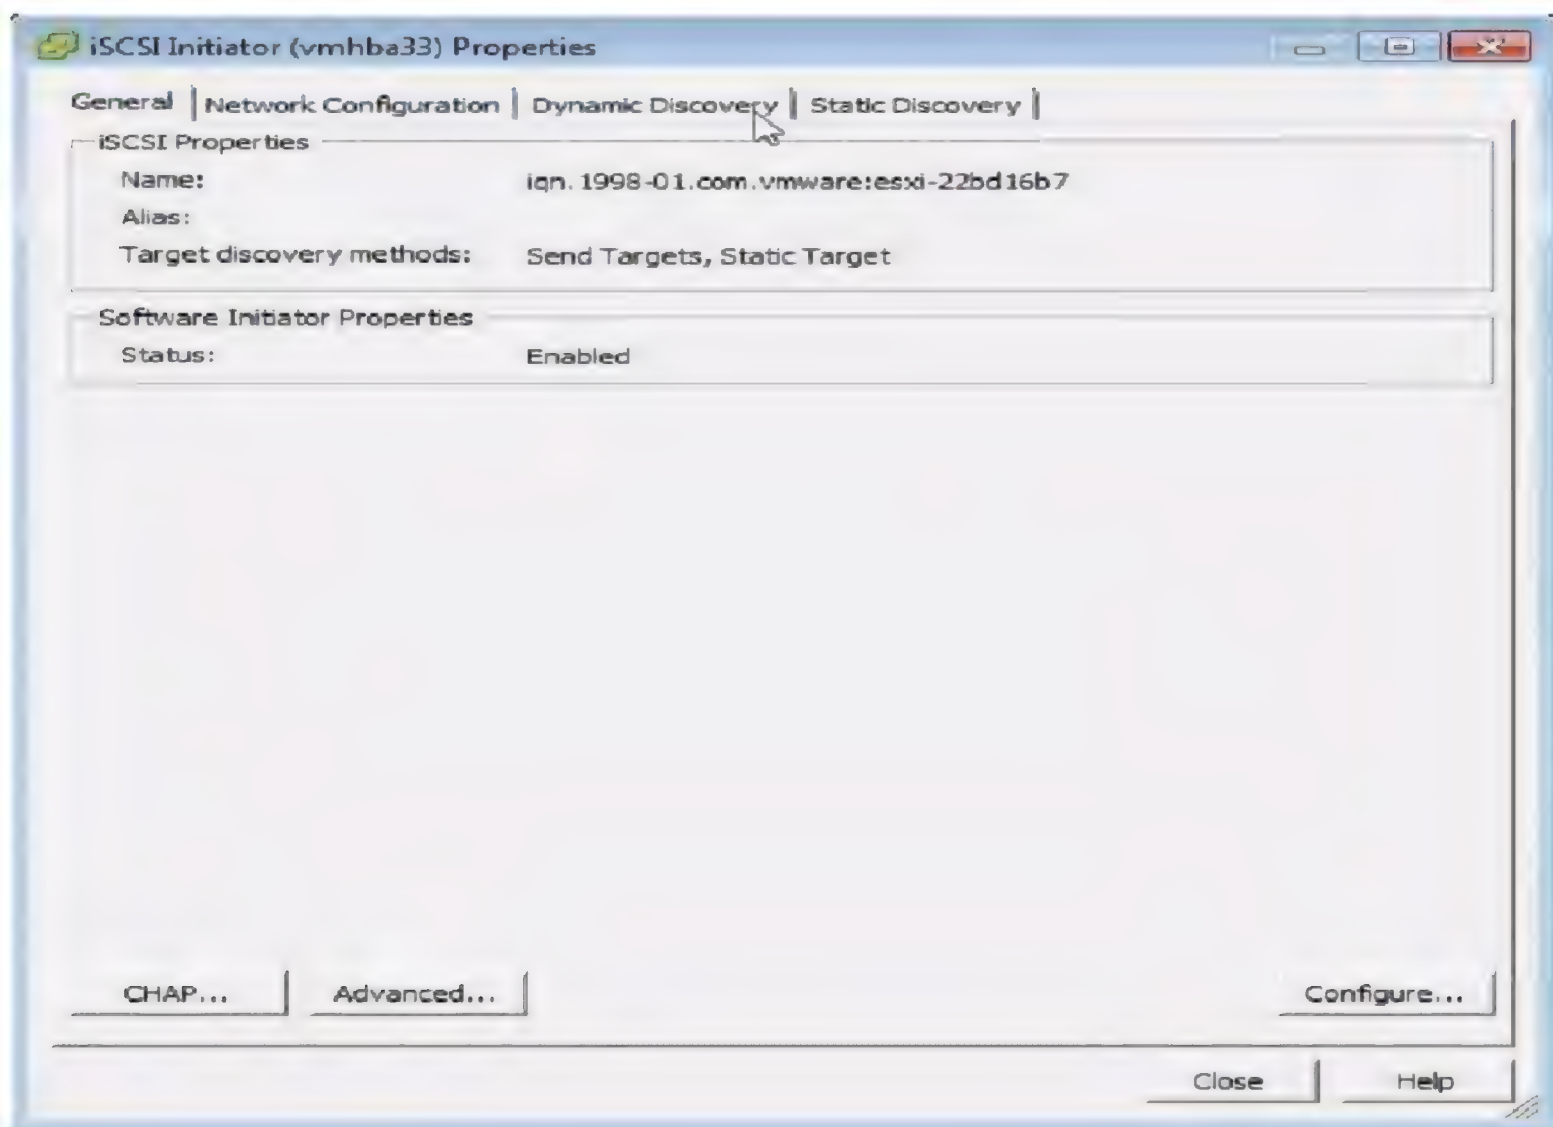 iSCSI Initiator (vmhba33) Properties
General Network Configuration Dynamic Discovery Static Discovery
iSCSI Properties
Name: iqn.1998-01.com.vmware:esxi-22bd16b7
Alias:
Target discovery methods: Send Targets, Static Target
Software Initiator Properties
Status: Enabled
CHAP... Advanced... Configure...
Close Help